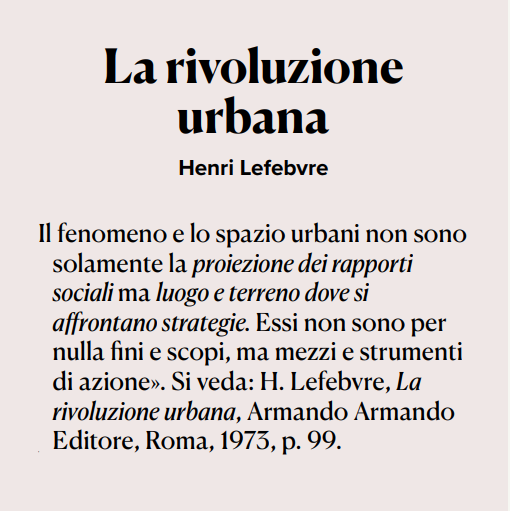 La rivoluzione
urbana
Henri Lefebvre
Il fenomeno e lo spazio urbani non sono
solamente la proiezione dei rapporti
sociali ma luogo e terreno dove si
affrontano strategie. Essi non sono per
nulla fini e scopi, ma mezzi e strumenti
di azione». Si veda: H. Lefebvre, La
rivoluzione urbana, Armando Armando
Editore, Roma, 1973, p. 99.